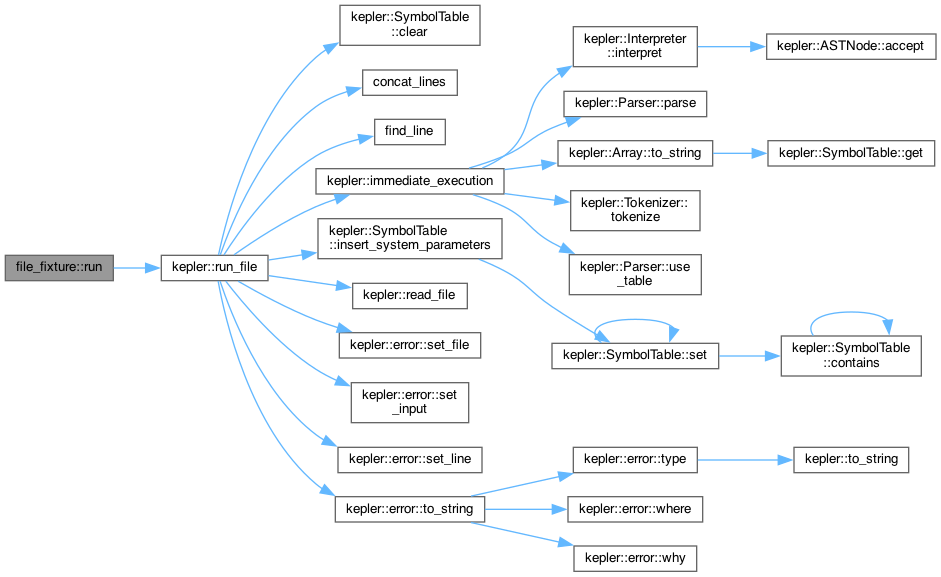 file_fixture::run
kepler::run_file
kepler::SymbolTable
::clear
concat_lines
find_line
kepler::immediate_execution
kepler::SymbolTable
::insert_system_parameters
kepler::read_file
kepler::error::set_file
kepler::error::set
_input
kepler::error::set_line
kepler::error::to_string
kepler::Interpreter
::interpret
kepler::Parser::parse
kepler::Array::to_string
kepler::Tokenizer::
tokenize
kepler::Parser::use
_table
kepler::SymbolTable::set
kepler::error::type
kepler::error::where
kepler::error::why
kepler::ASTNode::accept
kepler::SymbolTable::get
kepler::SymbolTable
::contains
kepler::to_string